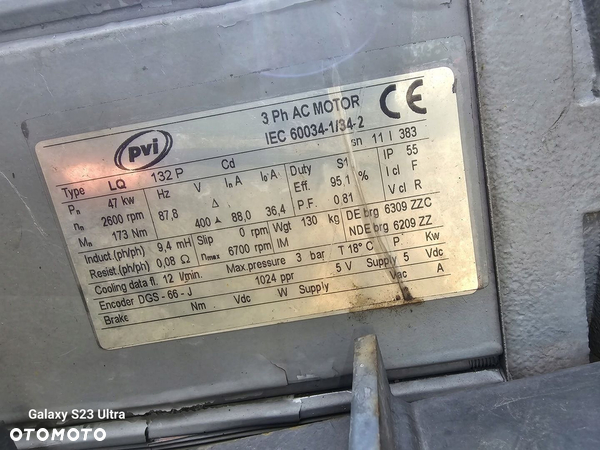 pvi
3 Ph AC MOTOR
IEC 60034-1/34-2
CE
Type LQ 132 P Cd sn 11 I 383
Pn 47 kw Hz V In A I0 A Duty S1 IP 55
nn 2600 rpm 87,8 Δ Eff. 95,1 % I cl F
Mn 173 Nm 400 88,0 36,4 P.F. 0,81 V cl R
Induct.(ph/ph) 9,4 mH Slip 0 rpm Wgt 130 kg DE brg 6309 ZZC
Resist.(ph/ph) 0,08 Ω nmax 6700 rpm IM NDE brg 6209 ZZ
Cooling data fl. 12 l/min. Max.pressure 3 bar T 18° C P Kw
Encoder DGS - 66 - J 1024 ppr 5 V Supply 5 Vdc
Brake Nm Vdc W Supply Vac A
Galaxy S23 Ultra
OTOMOTO